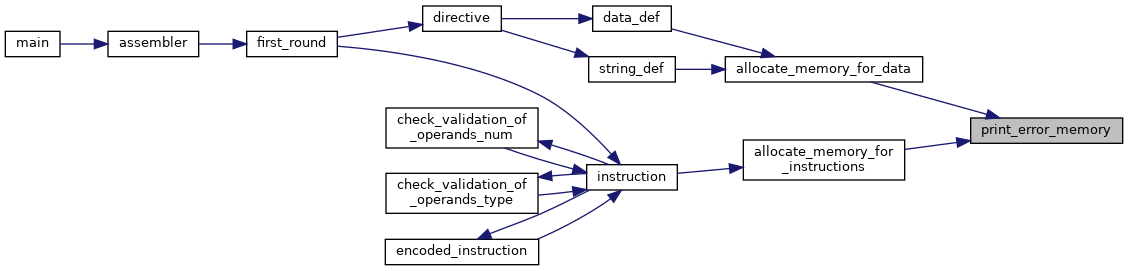 main
assembler
first_round
directive
data_def
string_def
allocate_memory_for_data
print_error_memory
check_validation_of
_operands_num
allocate_memory_for
_instructions
instruction
check_validation_of
_operands_type
encoded_instruction